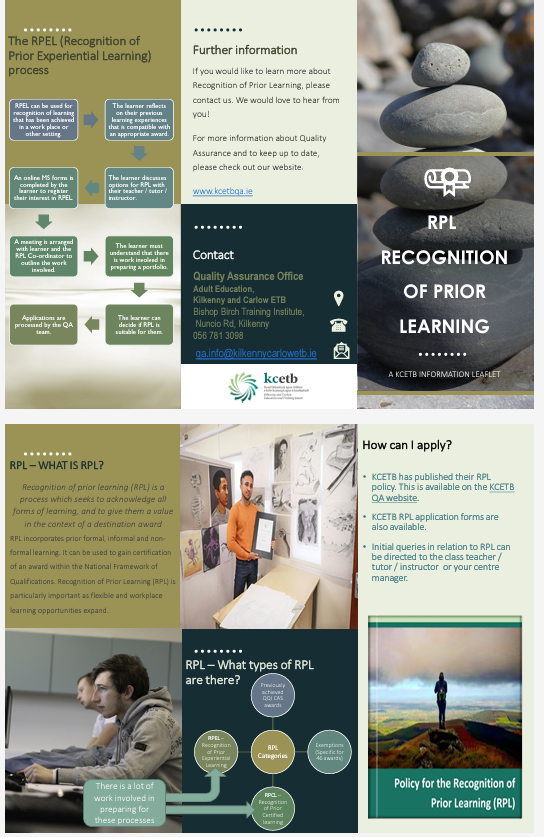 The RPEL (Recognition of
Prior Experiential Learning)
process
RPEL can be used for
recognition of learning
that has been achieved
in a work place or
other setting.
The learner reflects
on their previous
learning experiences
that is compatible with
an appropriate award.
An online MS forms is
completed by the
learner to register
their interest in RPEL.
The learner discusses
options for RPL with
their teacher / tutor /
instructor.
A meeting is arranged
with learner and the
RPL Co-ordinator to
outline the work
involved.
The learner must
understand that there
is work involved in
preparing a portfolio.
Applications are
processed by the QA
team.
The learner can
decide if RPL is
suitable for them.
Further information
If you would like to learn more about
Recognition of Prior Learning, please
contact us. We would love to hear from
you!
For more information about Quality
Assurance and to keep up to date,
please check out our website.
www.kcetbqa.ie
Contact
Quality Assurance Office
Adult Education,
Kilkenny and Carlow ETB
Bishop Birch Training Institute,
Nuncio Rd, Kilkenny
056 781 3098
qa.info@kilkennycarlowetb.ie
kcetb
RPL
RECOGNITION
OF PRIOR
LEARNING
A KCETB INFORMATION LEAFLET
RPL – WHAT IS RPL?
Recognition of prior learning (RPL) is a
process which seeks to acknowledge all
forms of learning, and to give them a value
in the context of a destination award
RPL incorporates prior formal, informal and non-
formal learning. It can be used to gain certification
of an award within the National Framework of
Qualifications. Recognition of Prior Learning (RPL) is
particularly important as flexible and workplace
learning opportunities expand.
There is a lot of
work involved in
preparing for
these processes
RPL – What types of RPL
are there?
Previously
achieved
QQI CAS
awards
RPEL -
Recognition
of Prior
Experiential
Learning
RPL
Categories
Exemptions
(Specific for
4S awards)
RPCL -
Recognition
of Prior
Certified
learning
How can I apply?
• KCETB has published their RPL
policy. This is available on the KCETB
QA website.
• KCETB RPL application forms are
also available.
• Initial queries in relation to RPL can
be directed to the class teacher /
tutor / instructor or your centre
manager.
Policy for the Recognition of
Prior Learning (RPL)